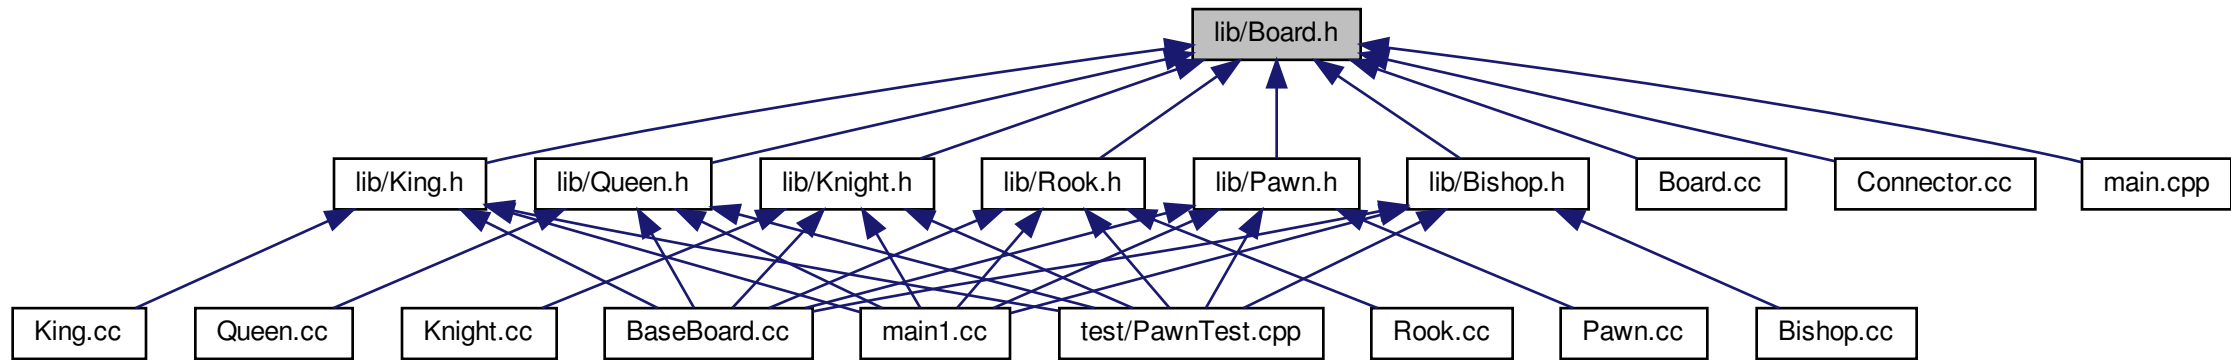 lib/Board.h
lib/King.h
lib/Queen.h
lib/Knight.h
lib/Rook.h
lib/Pawn.h
lib/Bishop.h
Board.cc
Connector.cc
main.cpp
King.cc
Queen.cc
Knight.cc
BaseBoard.cc
main1.cc
test/PawnTest.cpp
Rook.cc
Pawn.cc
Bishop.cc